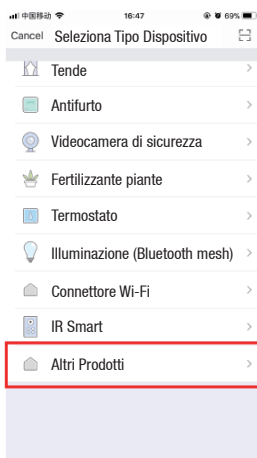 中国移动 16:47 69%
Cancel Seleziona Tipo Dispositivo
Tende
Antifurto
Videocamera di sicurezza
Fertilizzante piante
Termostato
Illuminazione (Bluetooth mesh)
Connettore Wi-Fi
IR Smart
Altri Prodotti